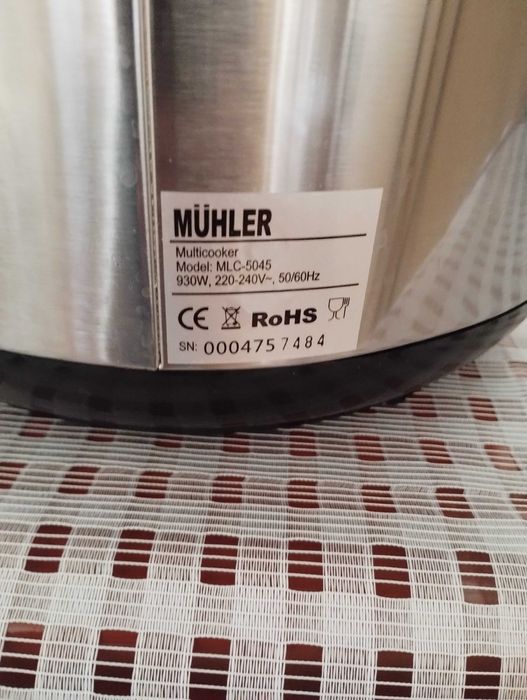 MÜHLER
Multicooker
Model: MLC-5045
930W, 220-240V~, 50/60Hz
CE RoHS
SN: 0004757484